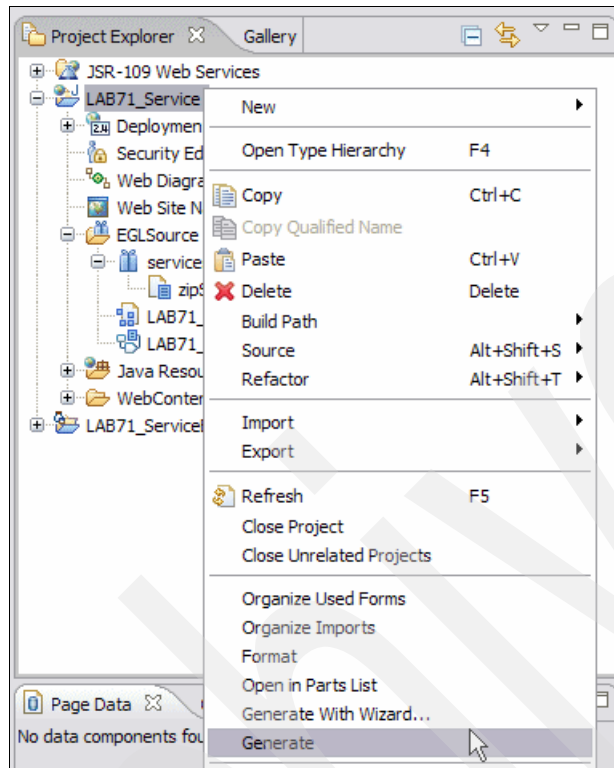 Project Explorer Gallery
JSR-109 Web Services
LAB71_Service
Deploymen
2.4
Security Ed
Web Diagra
Web Site N
EGLSource
service
zipS
LAB71_
LAB71_
Java Resou
WebConter
LAB71_Service
New
Open Type Hierarchy F4
Copy Ctrl+C
Copy Qualified Name
Paste Ctrl+V
Delete Delete
Build Path
Source Alt+Shift+S
Refactor Alt+Shift+T
Import
Export
Refresh F5
Close Project
Close Unrelated Projects
Organize Used Forms
Organize Imports
Format
Open in Parts List
Generate With Wizard...
Generate
Page Data
No data components fou